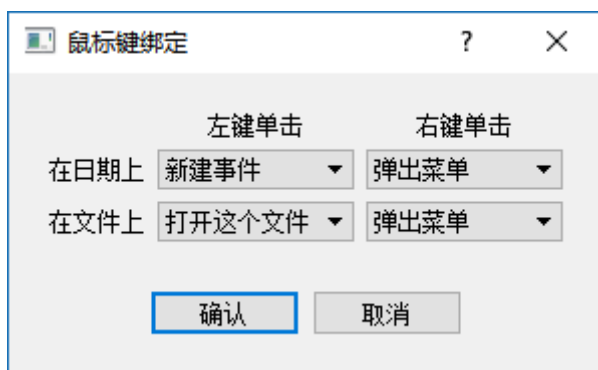 鼠标键绑定 ?
左键单击 右键单击
在日期上 新建事件 弹出菜单
在文件上 打开这个文件 弹出菜单
确认 取消